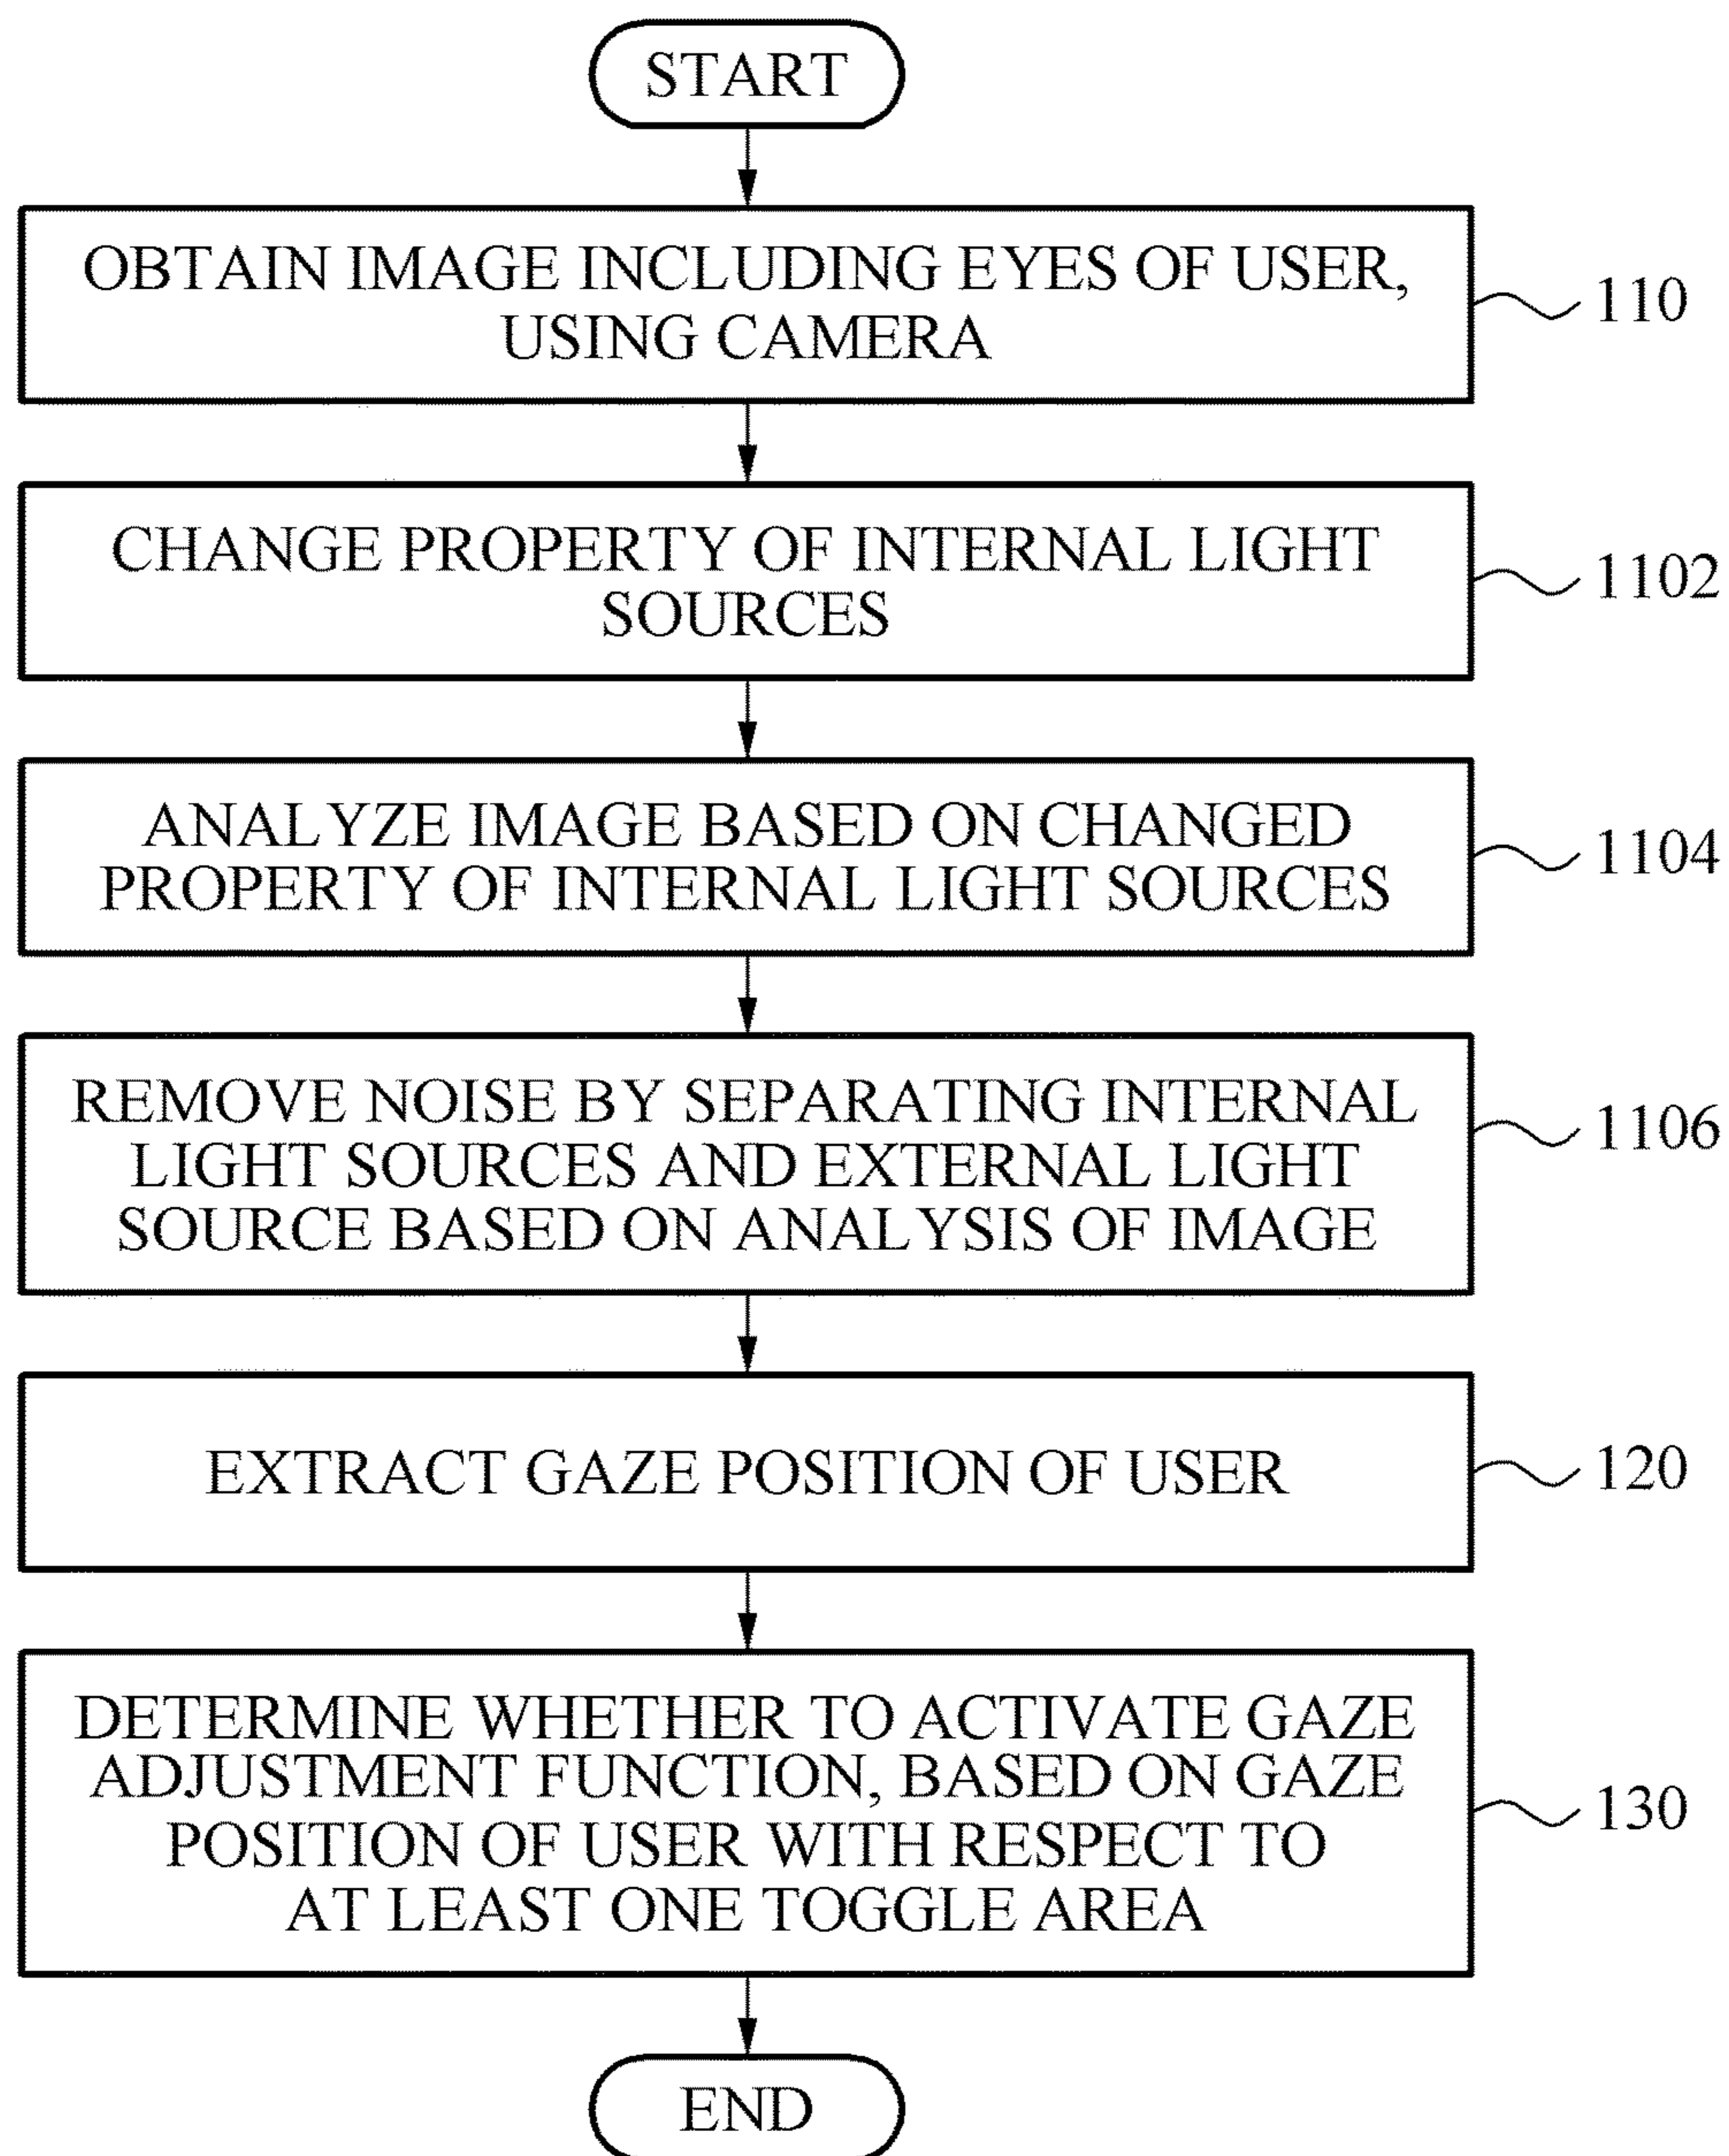 START
OBTAIN IMAGE INCLUDING EYES OF USER,
USING CAMERA
110
CHANGE PROPERTY OF INTERNAL LIGHT
SOURCES
1102
ANALYZE IMAGE BASED ON CHANGED
PROPERTY OF INTERNAL LIGHT SOURCES
1104
REMOVE NOISE BY SEPARATING INTERNAL
LIGHT SOURCES AND EXTERNAL LIGHT
SOURCE BASED ON ANALYSIS OF IMAGE
1106
EXTRACT GAZE POSITION OF USER
120
DETERMINE WHETHER TO ACTIVATE GAZE
ADJUSTMENT FUNCTION, BASED ON GAZE
POSITION OF USER WITH RESPECT TO
AT LEAST ONE TOGGLE AREA
130
END